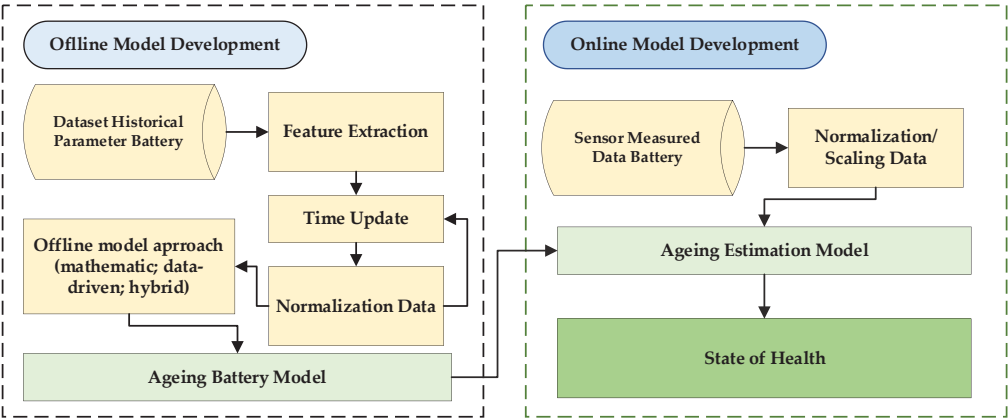 Oflline Model Development
Dataset Historical
Parameter Battery
Feature Extraction
Time Update
Offline model aprroach
(mathematic; data-
driven; hybrid)
Normalization Data
Ageing Battery Model
Online Model Development
Sensor Measured
Data Battery
Normalization/
Scaling Data
Ageing Estimation Model
State of Health